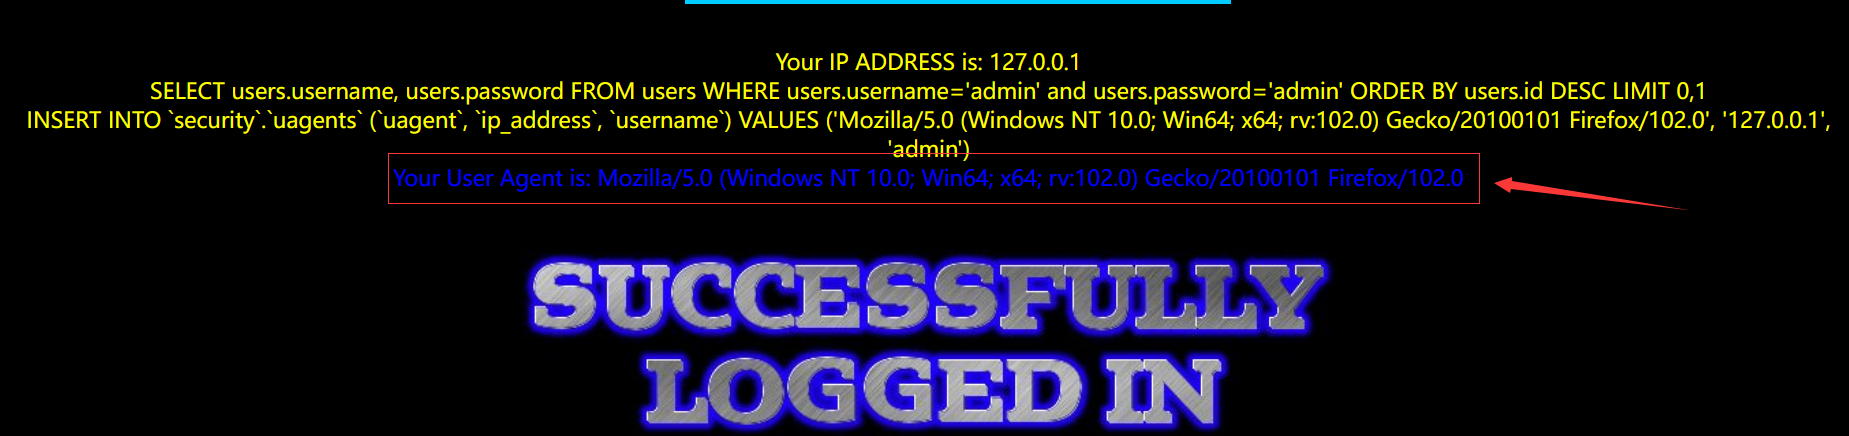 Your IP ADDRESS is: 127.0.0.1
SELECT users.username, users.password FROM users WHERE users.username='admin' and users.password='admin' ORDER BY users.id DESC LIMIT 0,1
INSERT INTO `security`.`uagents` (`uagent`, `ip_address`, `username`) VALUES ('Mozilla/5.0 (Windows NT 10.0; Win64; x64; rv:102.0) Gecko/20100101 Firefox/102.0', '127.0.0.1',
'admin')
Your User Agent is: Mozilla/5.0 (Windows NT 10.0; Win64; x64; rv:102.0) Gecko/20100101 Firefox/102.0
SUCCESSFULLY
LOGGED IN